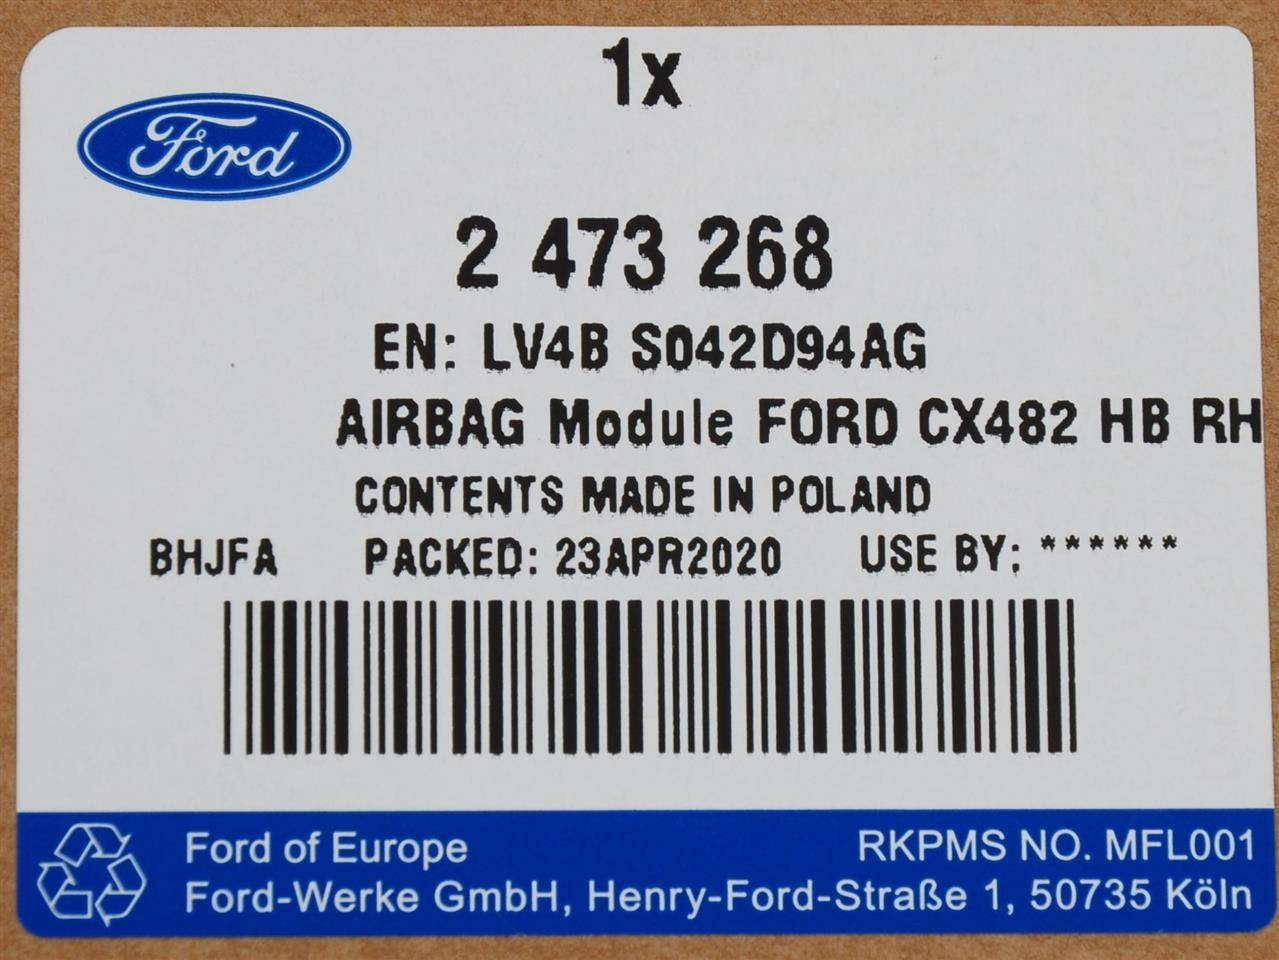 1x
Ford
2 473 268
EN: LV4B S042D94AG
AIRBAG Module FORD CX482 HB RH
CONTENTS MADE IN POLAND
BHJFA PACKED: 23APR2020 USE BY: ******
Ford of Europe RKPMS NO. MFL001
Ford-Werke GmbH, Henry-Ford-Straße 1, 50735 Köln